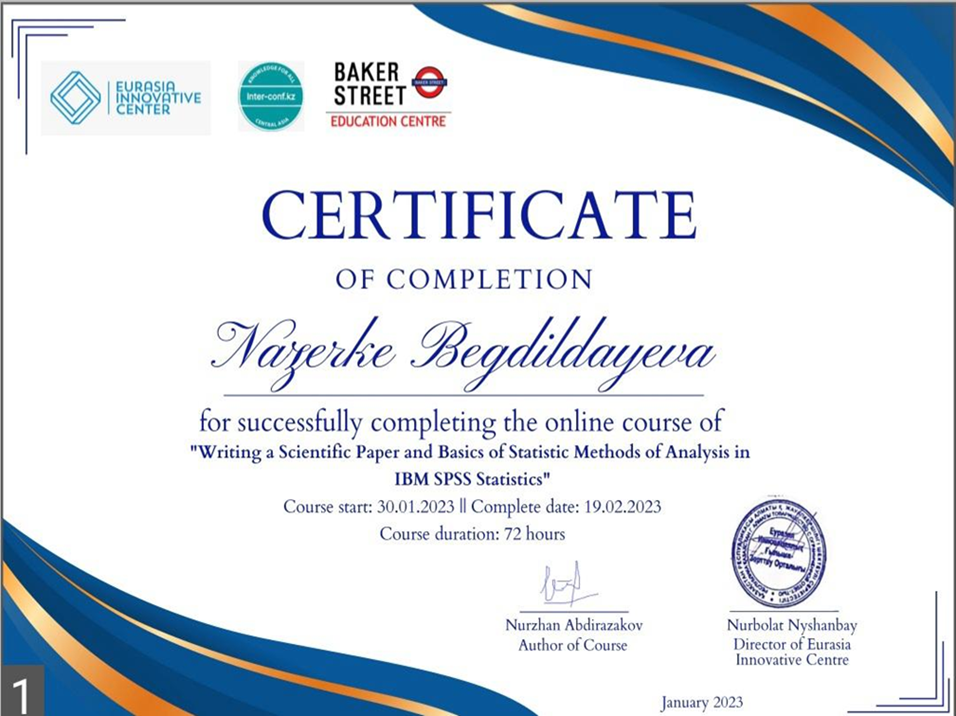 EURASIA
INNOVATIVE
CENTER
KNOWLEDGE FOR ALL
Inter-conf.kz
CENTRAL ASIA
BAKER
STREET
BAKER STREET
EDUCATION CENTRE
CERTIFICATE
OF COMPLETION
Nazerke Begdildayeva
for successfully completing the online course of
"Writing a Scientific Paper and Basics of Statistic Methods of Analysis in
IBM SPSS Statistics"
Course start: 30.01.2023 || Complete date: 19.02.2023
Course duration: 72 hours
Nurzhan Abdirazakov
Author of Course
Nurbolat Nyshanbay
Director of Eurasia
Innovative Centre
January 2023
1